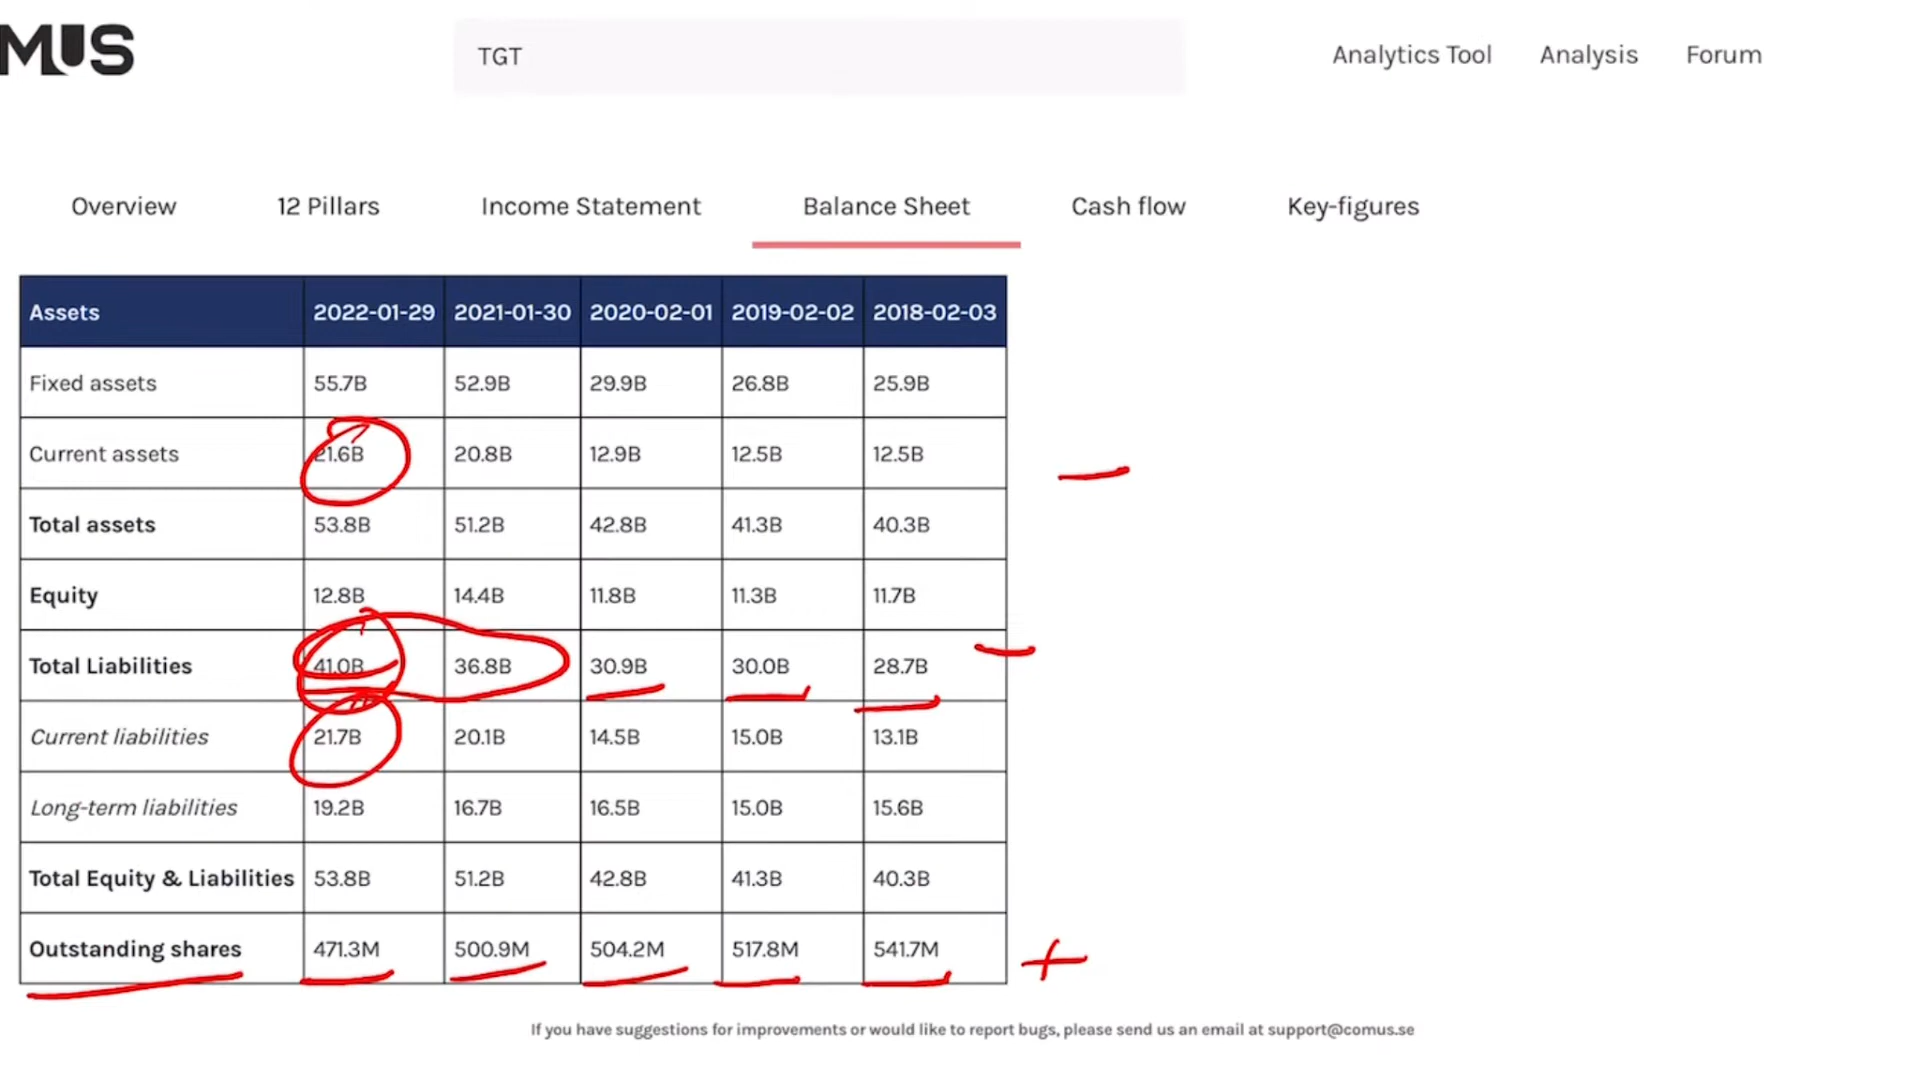 MUS
TGT
Analytics Tool Analysis Forum
Overview 12 Pillars Income Statement Balance Sheet Cash flow Key-figures
Assets 2022-01-29 2021-01-30 2020-02-01 2019-02-02 2018-02-03
Fixed assets 55.7B 52.9B 29.9B 26.8B 25.9B
Current assets 21.6B 20.8B 12.9B 12.5B 12.5B
Total assets 53.8B 51.2B 42.8B 41.3B 40.3B
Equity 12.8B 14.4B 11.8B 11.3B 11.7B
Total Liabilities 41.0B 36.8B 30.9B 30.0B 28.7B
Current liabilities 21.7B 20.1B 14.5B 15.0B 13.1B
Long-term liabilities 19.2B 16.7B 16.5B 15.0B 15.6B
Total Equity & Liabilities 53.8B 51.2B 42.8B 41.3B 40.3B
Outstanding shares 471.3M 500.9M 504.2M 517.8M 541.7M
If you have suggestions for improvements or would like to report bugs, please send us an email at support@comus.se